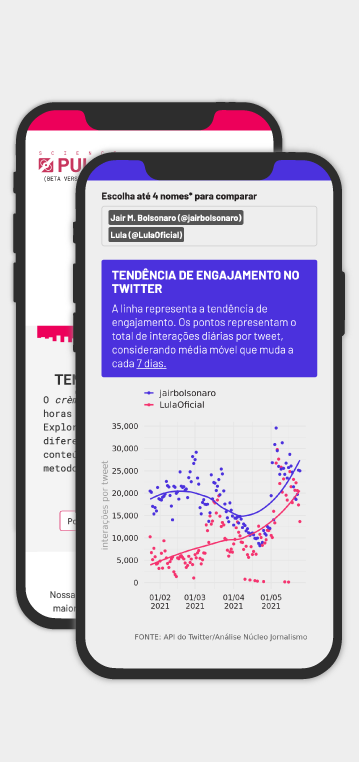 S C I E N C
PU
(BETA VERS
TEN
O crêm
horas
Explor
difere
conteú
metodo
Po
Nossa
maior
Escolha até 4 nomes* para comparar
Jair M. Bolsonaro (@jairbolsonaro)
Lula (@LulaOficial)
TENDÊNCIA DE ENGAJAMENTO NO
TWITTER
A linha representa a tendência de
engajamento. Os pontos representam o
total de interações diárias por tweet,
considerando média móvel que muda a
cada 7 dias.
jairbolsonaro
LulaOficial
interações por tweet
35,000
30,000
25,000
20,000
15,000
10,000
5,000
0
01/02 01/03 01/04 01/05
2021 2021 2021 2021
FONTE: API do Twitter/Análise Núcleo Jornalismo